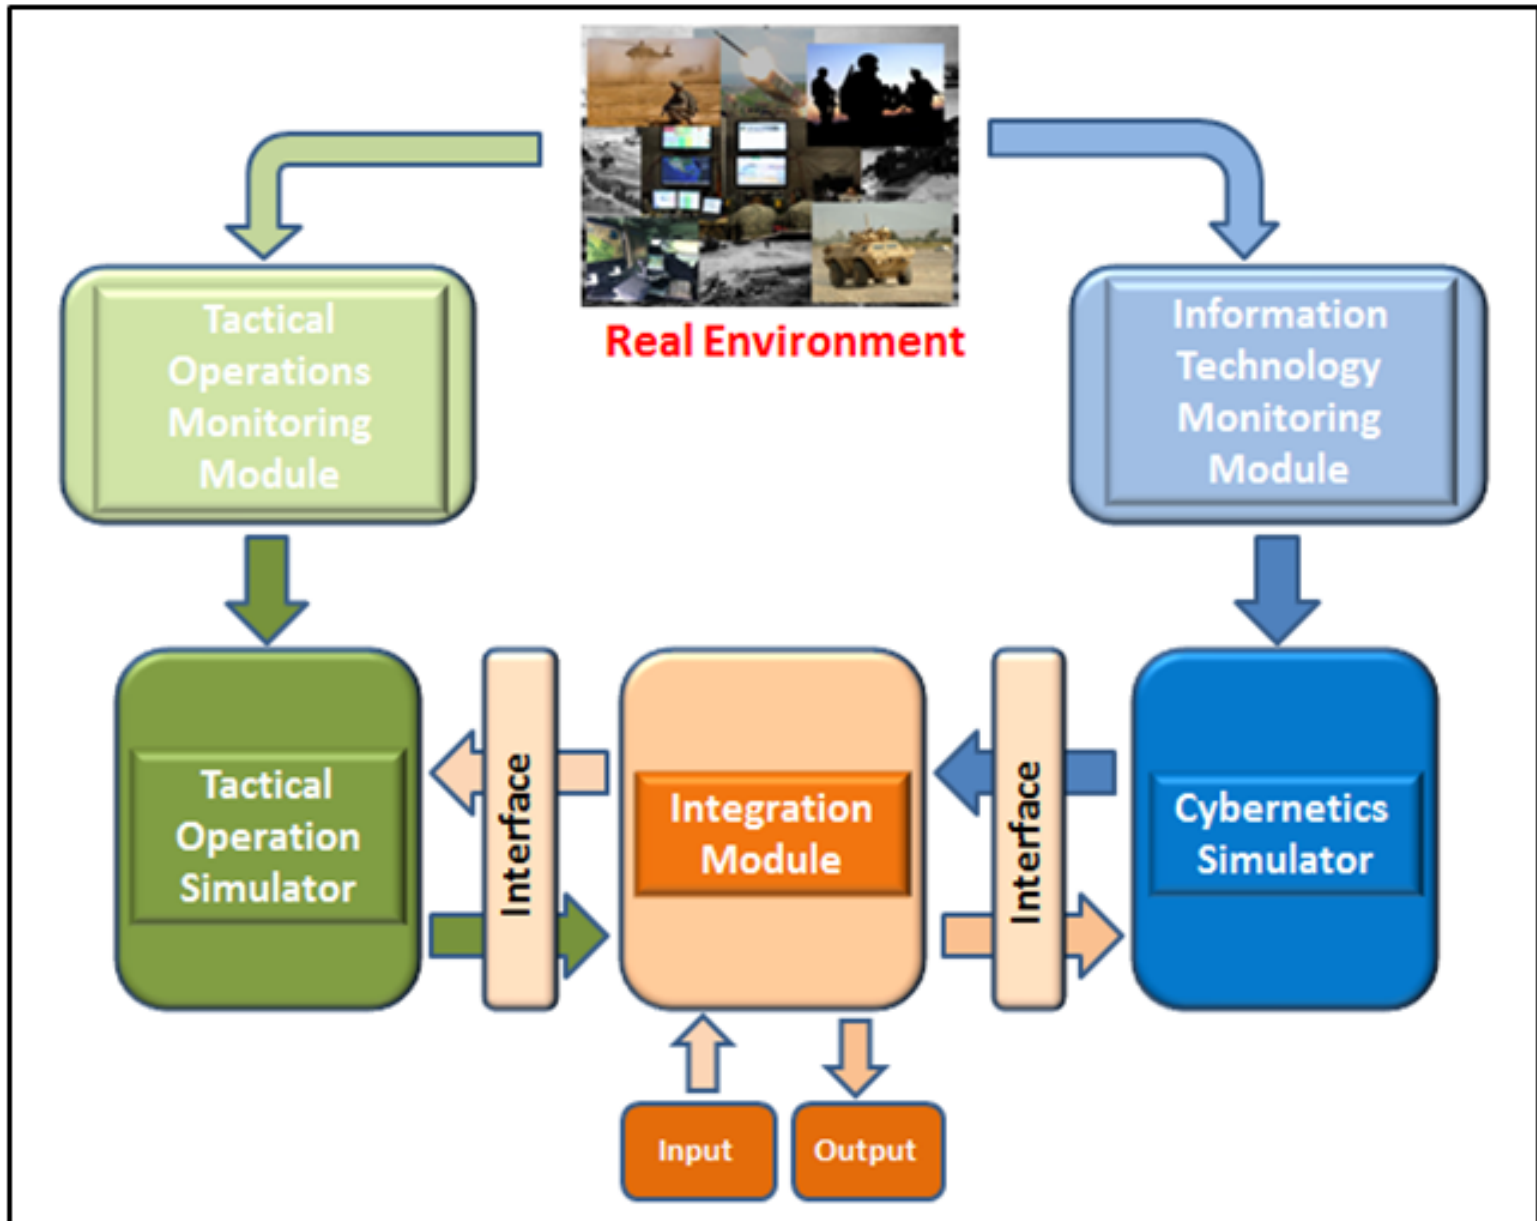 Real Environment
Tactical
Operations
Monitoring
Module
Information
Technology
Monitoring
Module
Tactical
Operation
Simulator
Interface
Integration
Module
Interface
Cybernetics
Simulator
Input
Output